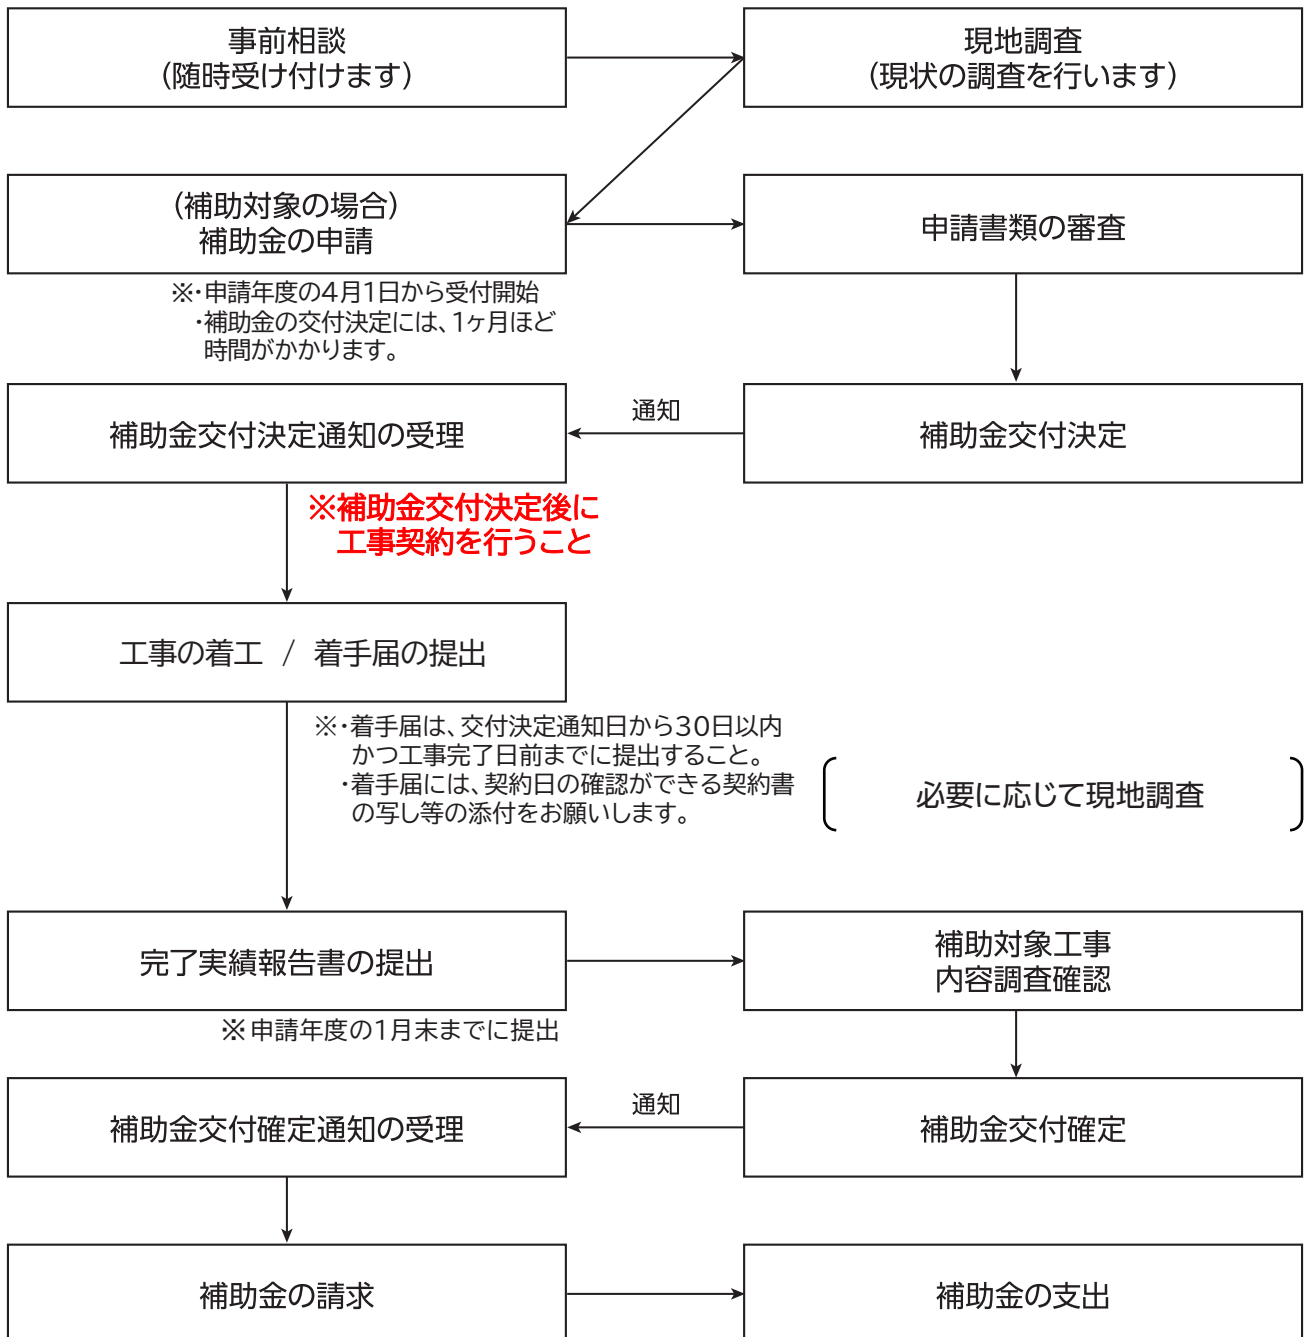 事前相談
（随時受け付けます）
現地調査
（現状の調査を行います）
（補助対象の場合）
補助金の申請
申請書類の審査
※・申請年度の４月１日から受付開始
・補助金の交付決定には、１ヶ月ほど
時間がかかります。
補助金交付決定通知の受理
通知
補助金交付決定
※補助金交付決定後に
工事契約を行うこと
工事の着工 / 着手届の提出
※・着手届は、交付決定通知日から３０日以内
かつ工事完了日前までに提出すること。
・着手届には、契約日の確認ができる契約書
の写し等の添付をお願いします。
必要に応じて現地調査
完了実績報告書の提出
補助対象工事
内容調査確認
※申請年度の１月末までに提出
補助金交付確定通知の受理
通知
補助金交付確定
補助金の請求
補助金の支出